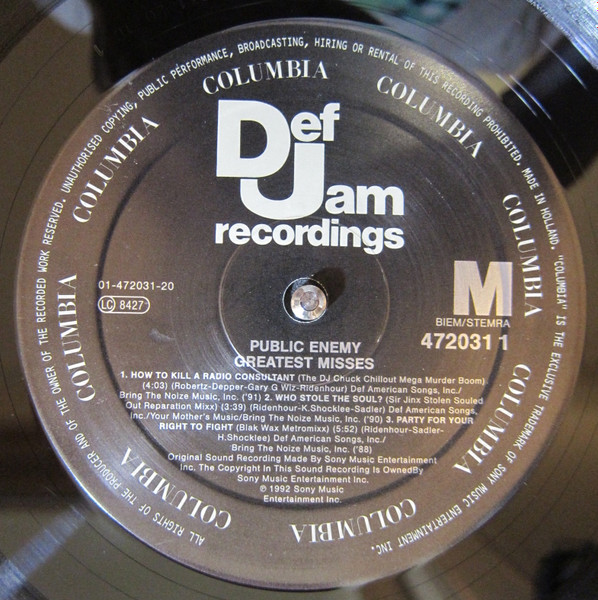 ALL RIGHTS OF THE PRODUCER AND OF THE OWNER OF THE RECORDED WORK RESERVED. UNAUTHORISED COPYING, PUBLIC PERFORMANCE, BROADCASTING, HIRING OR RENTAL OF THIS RECORDING PROHIBITED. MADE IN HOLLAND. "COLUMBIA" IS THE EXCLUSIVE TRADEMARK OF SONY MUSIC ENTERTAINMENT INC.
COLUMBIA
COLUMBIA
COLUMBIA
COLUMBIA
COLUMBIA
COLUMBIA
COLUMBIA
COLUMBIA
COLUMBIA
COLUMBIA
COLUMBIA
Def
Jam
recordings
01-472031-20
LC 8427
M
BIEM/STEMRA
472031 1
PUBLIC ENEMY
GREATEST MISSES
1. HOW TO KILL A RADIO CONSULTANT (The DJ Chuck Chillout Mega Murder Boom)
(4:03) (Robertz-Depper-Gary G Wiz-Ridenhour) Def American Songs, Inc./
Bring The Noize Music, Inc. ('91) 2. WHO STOLE THE SOUL? (Sir Jinx Stolen Souled
Out Reparation Mixx) (3:39) (Ridenhour-K.Shocklee-Sadler) Def American Songs,
Inc./Your Mother's Music/Bring The Noize Music, Inc. ('90) 3. PARTY FOR YOUR
RIGHT TO FIGHT (Blak Wax Metromixx) (5:52) (Ridenhour-Sadler-
H.Shocklee) Def American Songs, Inc./
Bring The Noize Music, Inc. ('88)
Original Sound Recording Made By Sony Music Entertainment
Inc. The Copyright In This Sound Recording Is OwnedBy
Sony Music Entertainment Inc.
℗ 1992 Sony Music
Entertainment Inc.